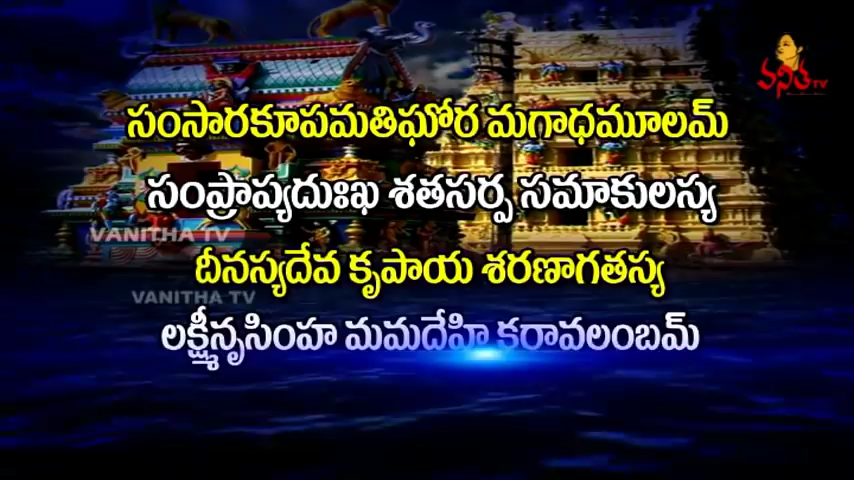 వనిత TV
సంసారకూపమతిఘోర మగాధమూలమ్
సంప్రాప్యదుఃఖ శతసర్ప సమాకులస్య
VANITHA TV
దీనస్యదేవ కృపాయ శరణాగతస్య
VANITHA TV
లక్ష్మీనృసింహ మమదేహి కరావలంబమ్